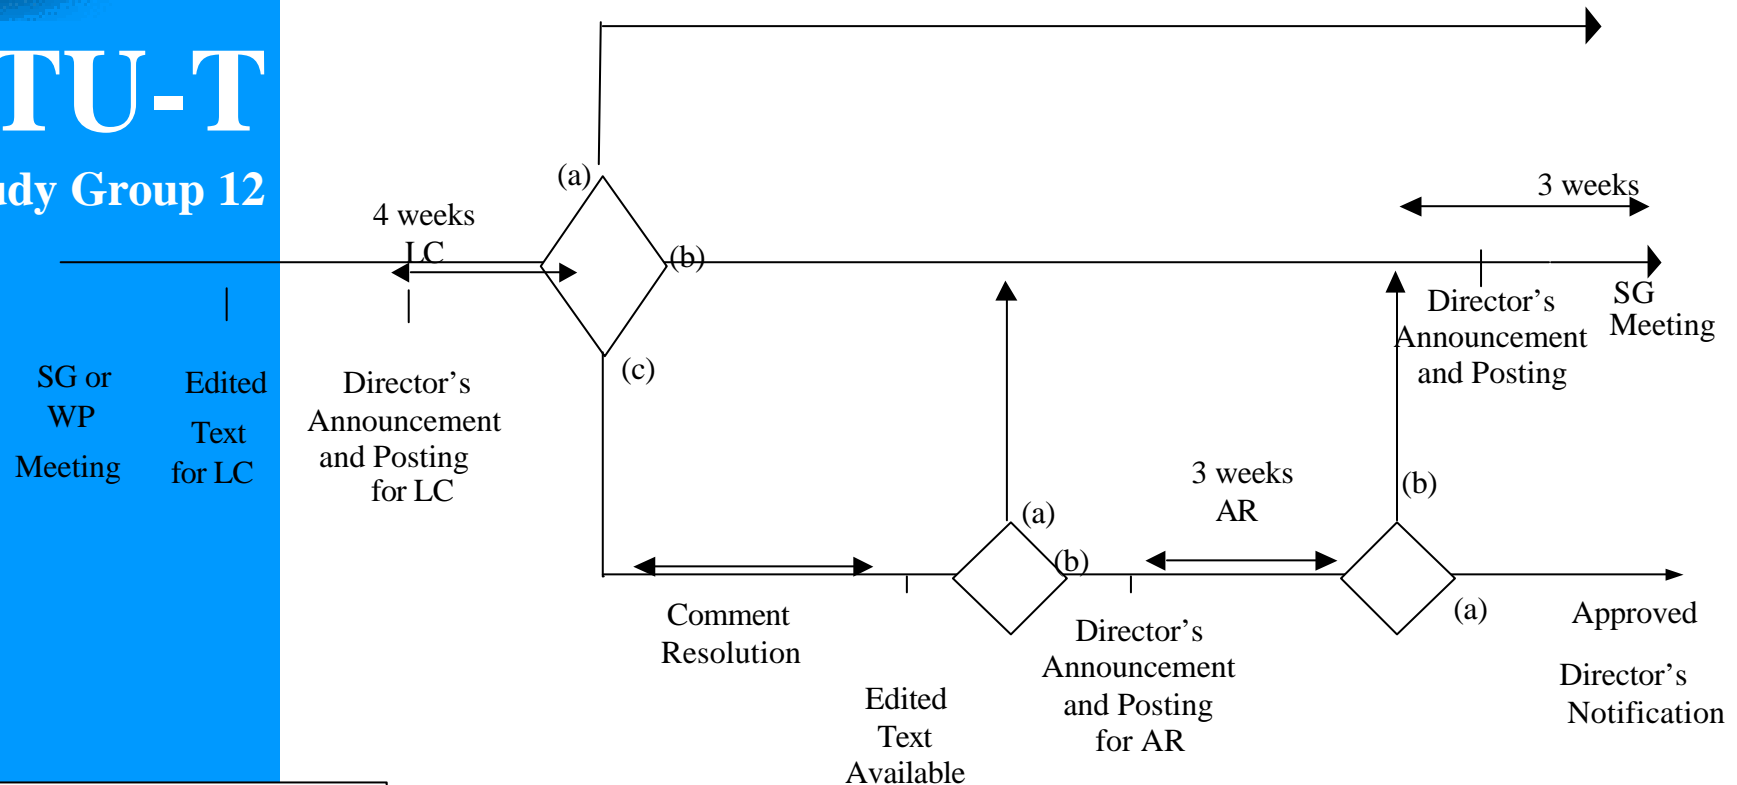 TU-T
udy Group 12
4 weeks
LC
(a)
(b)
(c)
3 weeks
SG or
WP
Meeting
Edited
Text
for LC
Director’s
Announcement
and Posting
for LC
Director’s
Announcement
and Posting
SG
Meeting
Comment
Resolution
Edited
Text
Available
(a)
(b)
Director’s
Announcement
and Posting
for AR
3 weeks
AR
(b)
(a)
Approved
Director’s
Notification